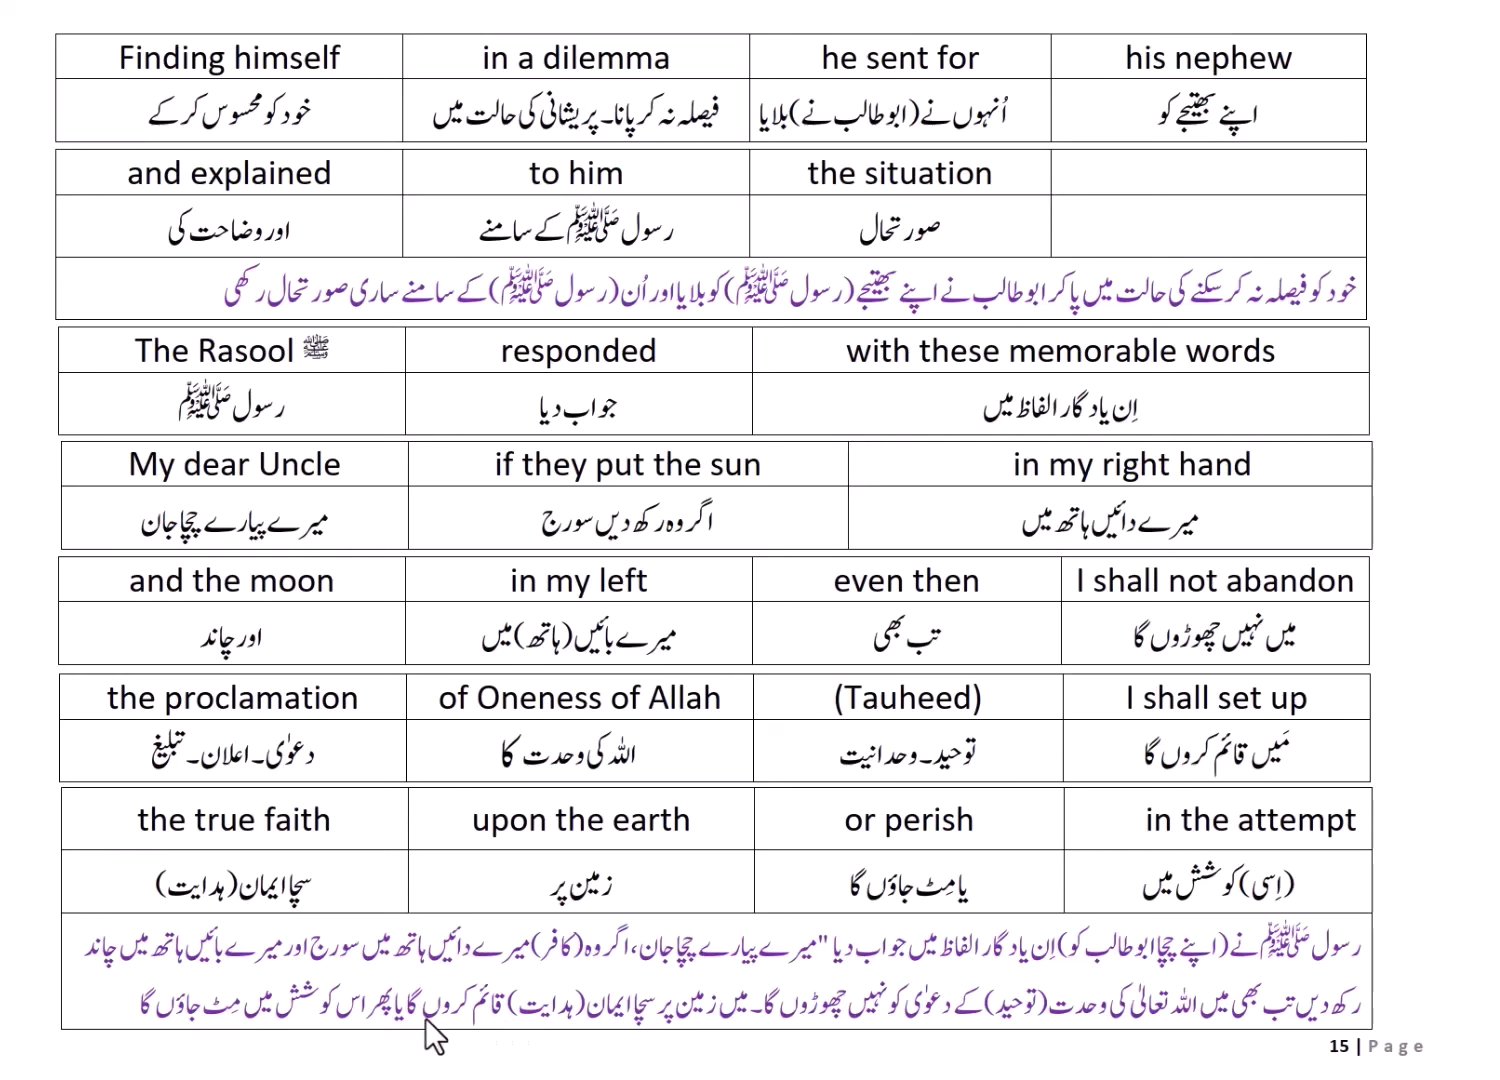 Finding himself in a dilemma he sent for his nephew
خود کو محسوس کر کے فیصلہ نہ کر پانا۔ پریشانی کی حالت میں اُنہوں نے (ابو طالب نے) بلایا اپنے بھتیجے کو
and explained to him the situation
اور وضاحت کی رسول ﷺ کے سامنے صورتحال
خود کو فیصلہ نہ کر سکنے کی حالت میں پا کر ابو طالب نے اپنے بھتیجے (رسول ﷺ) کو بلایا اور اُن (رسول ﷺ) کے سامنے ساری صورتحال رکھی
The Rasool ﷺ responded with these memorable words
رسول ﷺ جواب دیا اِن یادگار الفاظ میں
My dear Uncle if they put the sun in my right hand
میرے پیارے چچا جان اگر وہ رکھ دیں سورج میرے دائیں ہاتھ میں
and the moon in my left even then I shall not abandon
اور چاند میرے بائیں (ہاتھ) میں تب بھی میں نہیں چھوڑوں گا
the proclamation of Oneness of Allah (Tauheed) I shall set up
دعوٰی۔ اعلان۔ تبلیغ اللہ کی وحدت کا توحید۔ وحدانیت مَیں قائم کروں گا
the true faith upon the earth or perish in the attempt
سچا ایمان (ہدایت) زمین پر یا مِٹ جاؤں گا (اِسی) کوشش میں
رسول ﷺ نے (اپنے چچا ابو طالب کو) اِن یادگار الفاظ میں جواب دیا "میرے پیارے چچا جان، اگر وہ (کافر) میرے دائیں ہاتھ میں سورج اور میرے بائیں ہاتھ میں چاند
رکھ دیں تب بھی میں اللہ تعالیٰ کی وحدت (توحید) کے دعوٰی کو نہیں چھوڑوں گا۔ میں زمین پر سچا ایمان (ہدایت) قائم کروں گا یا پھر اس کوشش میں مِٹ جاؤں گا
15 | Page